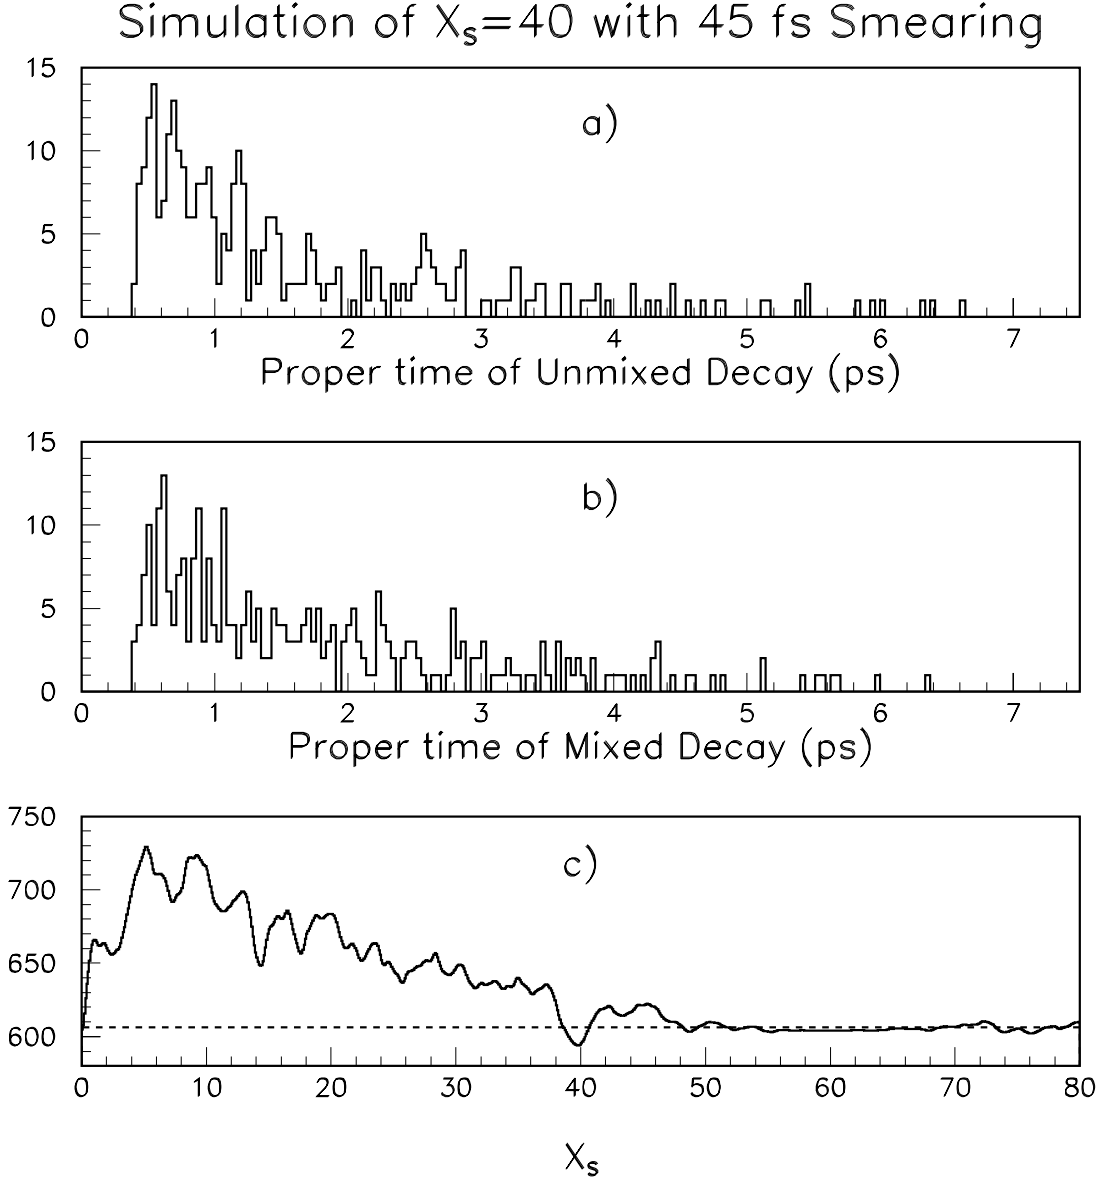 Simulation of Xs=40 with 45 fs Smearing
15
a)
10
5
0
0 1 2 3 4 5 6 7
Proper time of Unmixed Decay (ps)
15
b)
10
5
0
0 1 2 3 4 5 6 7
Proper time of Mixed Decay (ps)
750
c)
700
650
600
0 10 20 30 40 50 60 70 80
Xs